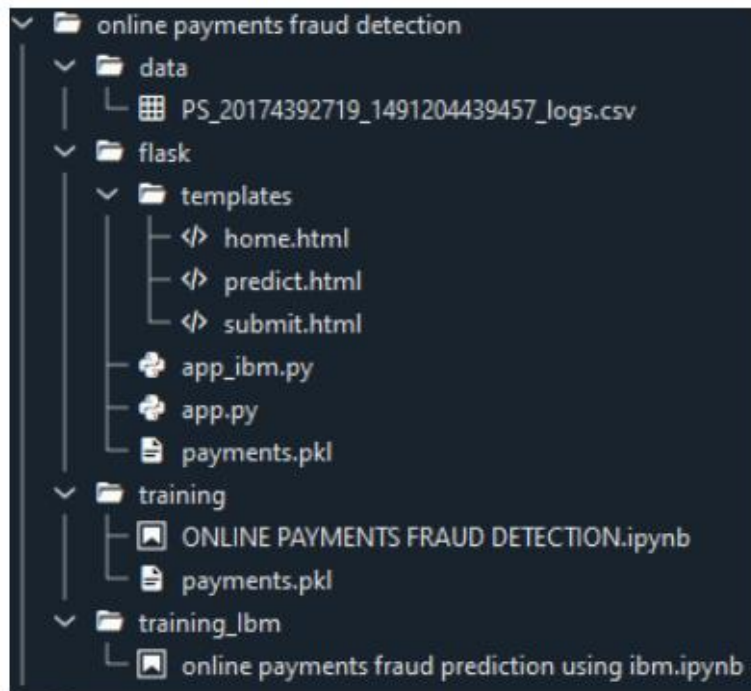 online payments fraud detection
data
PS_20174392719_1491204439457_logs.csv
flask
templates
home.html
predict.html
submit.html
app_ibm.py
app.py
payments.pkl
training
ONLINE PAYMENTS FRAUD DETECTION.ipynb
payments.pkl
training_Ibm
online payments fraud prediction using ibm.ipynb